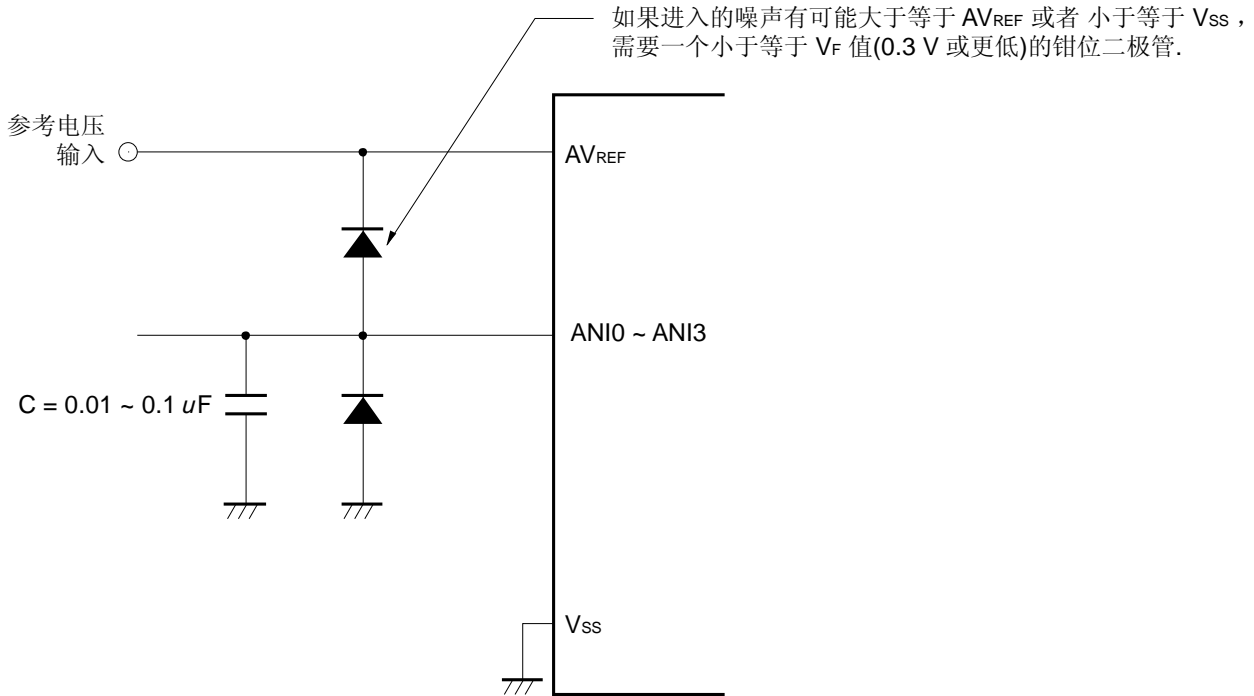 如果进入的噪声有可能大于等于 AVREF 或者 小于等于 VSS ,
需要一个小于等于 VF 值(0.3 V 或更低)的钳位二极管.
参考电压
输入
AVREF
ANI0 ~ ANI3
C = 0.01 ~ 0.1 uF
VSS